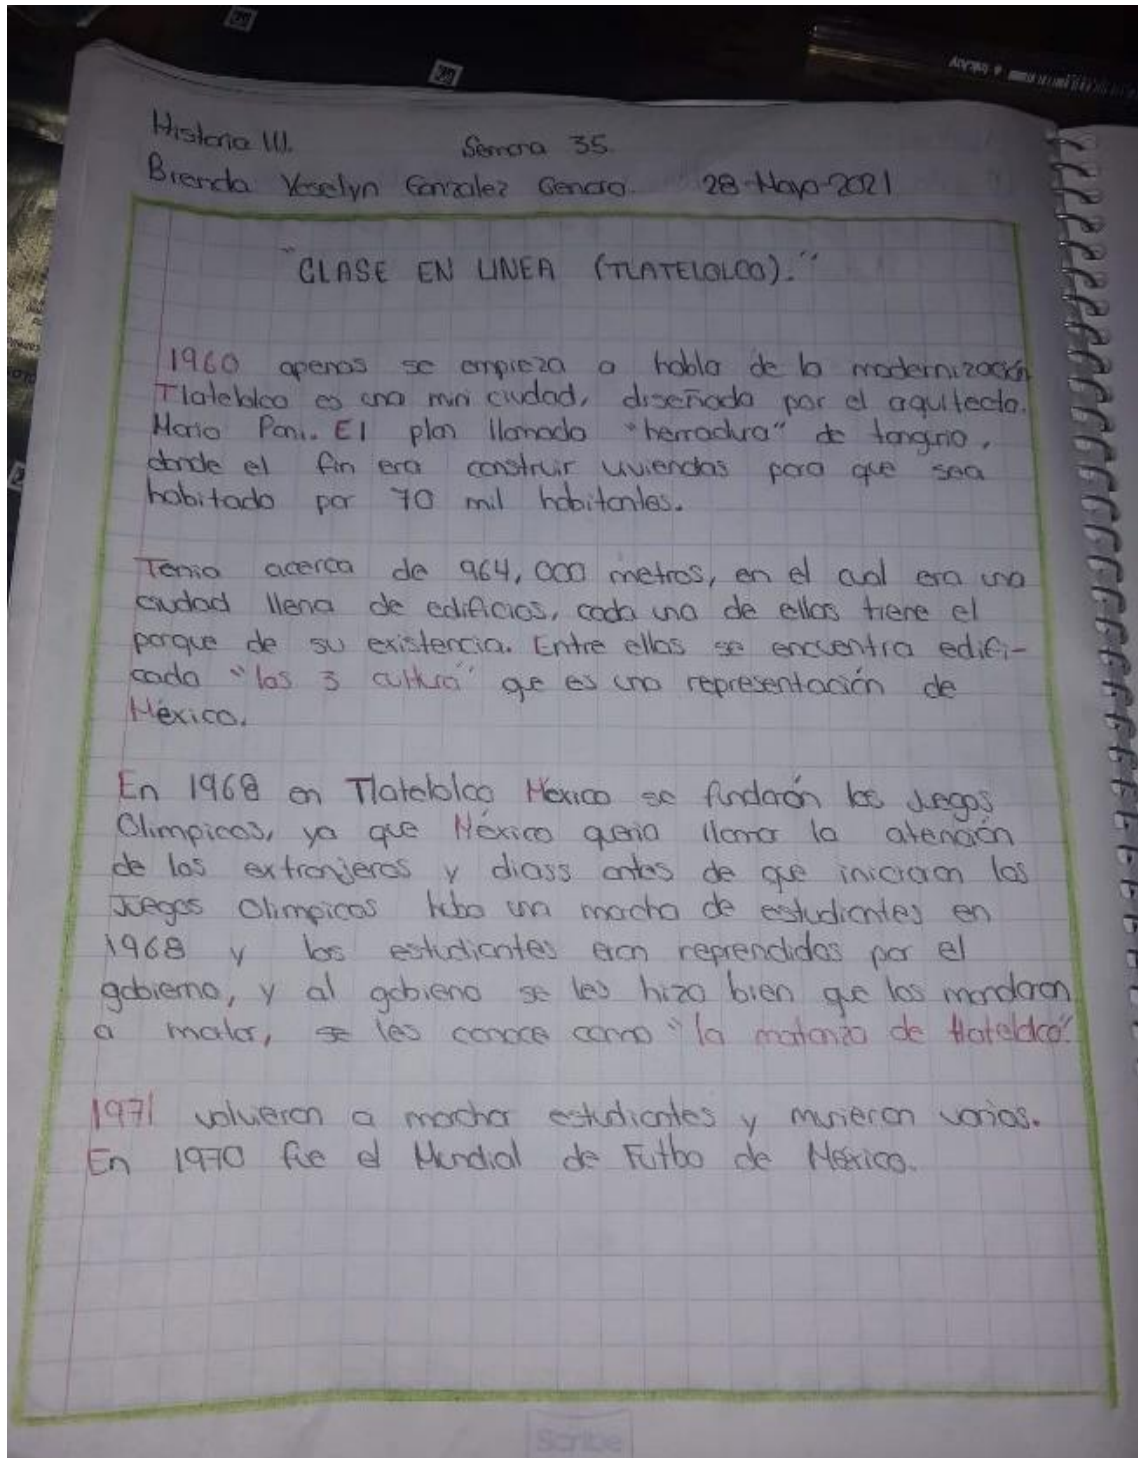 Historia III. Semana 35.
Brenda Yoselyn Gonzalez Genaro. 28-Mayo-2021
"CLASE EN LINEA (TLATELOLCO)."
1960 apenas se empieza a habla de la modernización
Tlatelolco es una mini ciudad, diseñada por el aquitecto.
Mario Pani. El plan llamado "herradura" de tongurio,
donde el fin era construir viviendas para que sea
habitado por 70 mil habitantes.
Tenia acerca de 964,000 metros, en el cual era una
ciudad llena de edificios, cada uno de ellos tiene el
porque de su existencia. Entre ellos se encuentra edifi-
cado "las 3 cultura" que es una representación de
México.
En 1968 en Tlatelolco México se fundarón los Juegos
Olimpicos, ya que México queria llamar la atención
de los extranjeros y diass antes de que iniciaran los
Juegos Olimpicos hubo una marcha de estudiantes en
1968 y los estudiantes eran reprendidos por el
gobierno, y al gobieno se les hizo bien que los mandaron
a matar, se les conoce como "la matanza de tlatelolco".
1971 volvieron a marchar estudiantes y murieron varios.
En 1970 fue el Mundial de Futbo de México.
Scribe